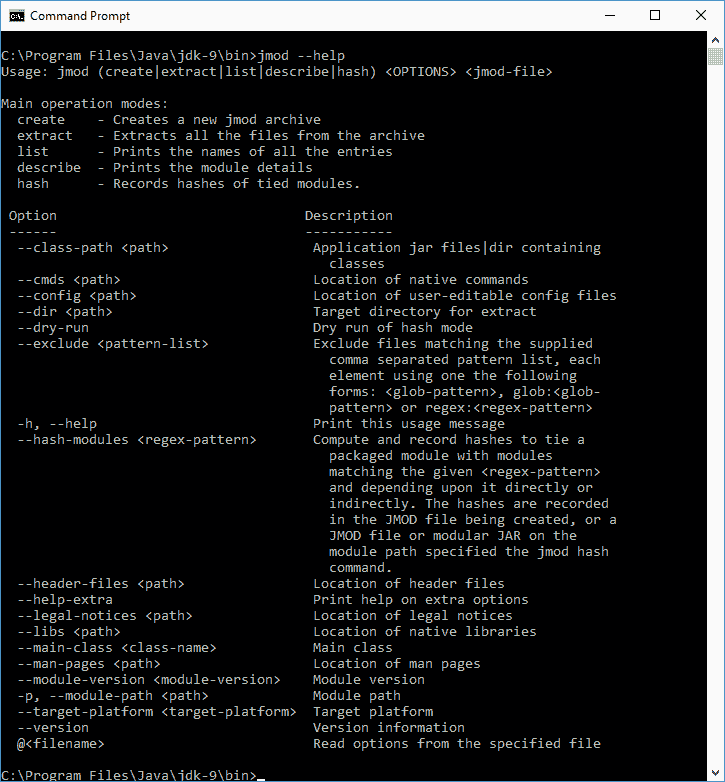 Command Prompt
C:\Program Files\Java\jdk-9\bin>jmod --help
Usage: jmod (create|extract|list|describe|hash) <OPTIONS> <jmod-file>
Main operation modes:
create - Creates a new jmod archive
extract - Extracts all the files from the archive
list - Prints the names of all the entries
describe - Prints the module details
hash - Records hashes of tied modules.
Option Description
------ -----------
--class-path <path> Application jar files|dir containing
classes
--cmds <path> Location of native commands
--config <path> Location of user-editable config files
--dir <path> Target directory for extract
--dry-run Dry run of hash mode
--exclude <pattern-list> Exclude files matching the supplied
comma separated pattern list, each
element using one the following
forms: <glob-pattern>, glob:<glob-
pattern> or regex:<regex-pattern>
-h, --help Print this usage message
--hash-modules <regex-pattern> Compute and record hashes to tie a
packaged module with modules
matching the given <regex-pattern>
and depending upon it directly or
indirectly. The hashes are recorded
in the JMOD file being created, or a
JMOD file or modular JAR on the
module path specified the jmod hash
command.
--header-files <path> Location of header files
--help-extra Print help on extra options
--legal-notices <path> Location of legal notices
--libs <path> Location of native libraries
--main-class <class-name> Main class
--man-pages <path> Location of man pages
--module-version <module-version> Module version
-p, --module-path <path> Module path
--target-platform <target-platform> Target platform
--version Version information
@<filename> Read options from the specified file
C:\Program Files\Java\jdk-9\bin>_